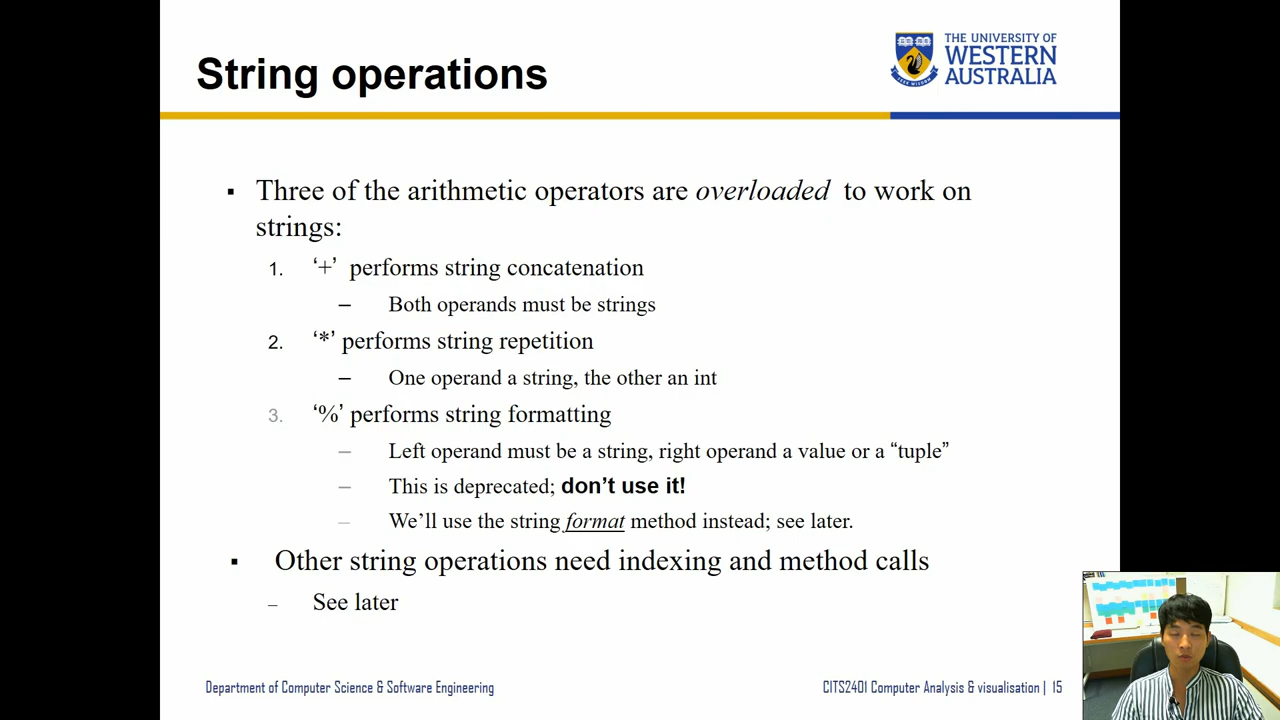 String operations
THE UNIVERSITY OF
WESTERN
AUSTRALIA
▪ Three of the arithmetic operators are overloaded to work on
strings:
1. ‘+’ performs string concatenation
– Both operands must be strings
2. ‘*’ performs string repetition
– One operand a string, the other an int
3. ‘%’ performs string formatting
– Left operand must be a string, right operand a value or a “tuple”
– This is deprecated; don’t use it!
– We’ll use the string format method instead; see later.
▪ Other string operations need indexing and method calls
– See later
Department of Computer Science & Software Engineering
CITS2401 Computer Analysis & visualisation | 15